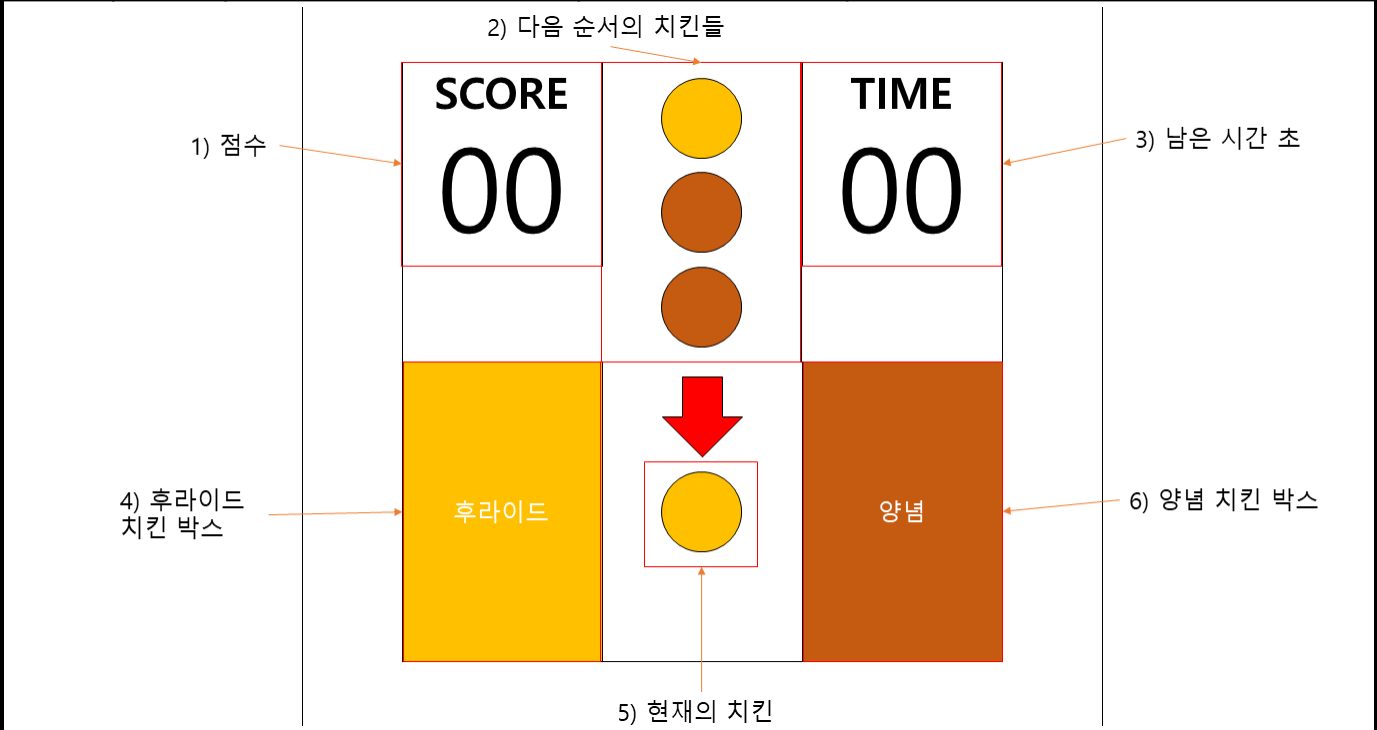 2) 다음 순서의 치킨들
SCORE
00
TIME
00
1) 점수
3) 남은 시간 초
4) 후라이드
치킨 박스
후라이드
양념
6) 양념 치킨 박스
5) 현재의 치킨